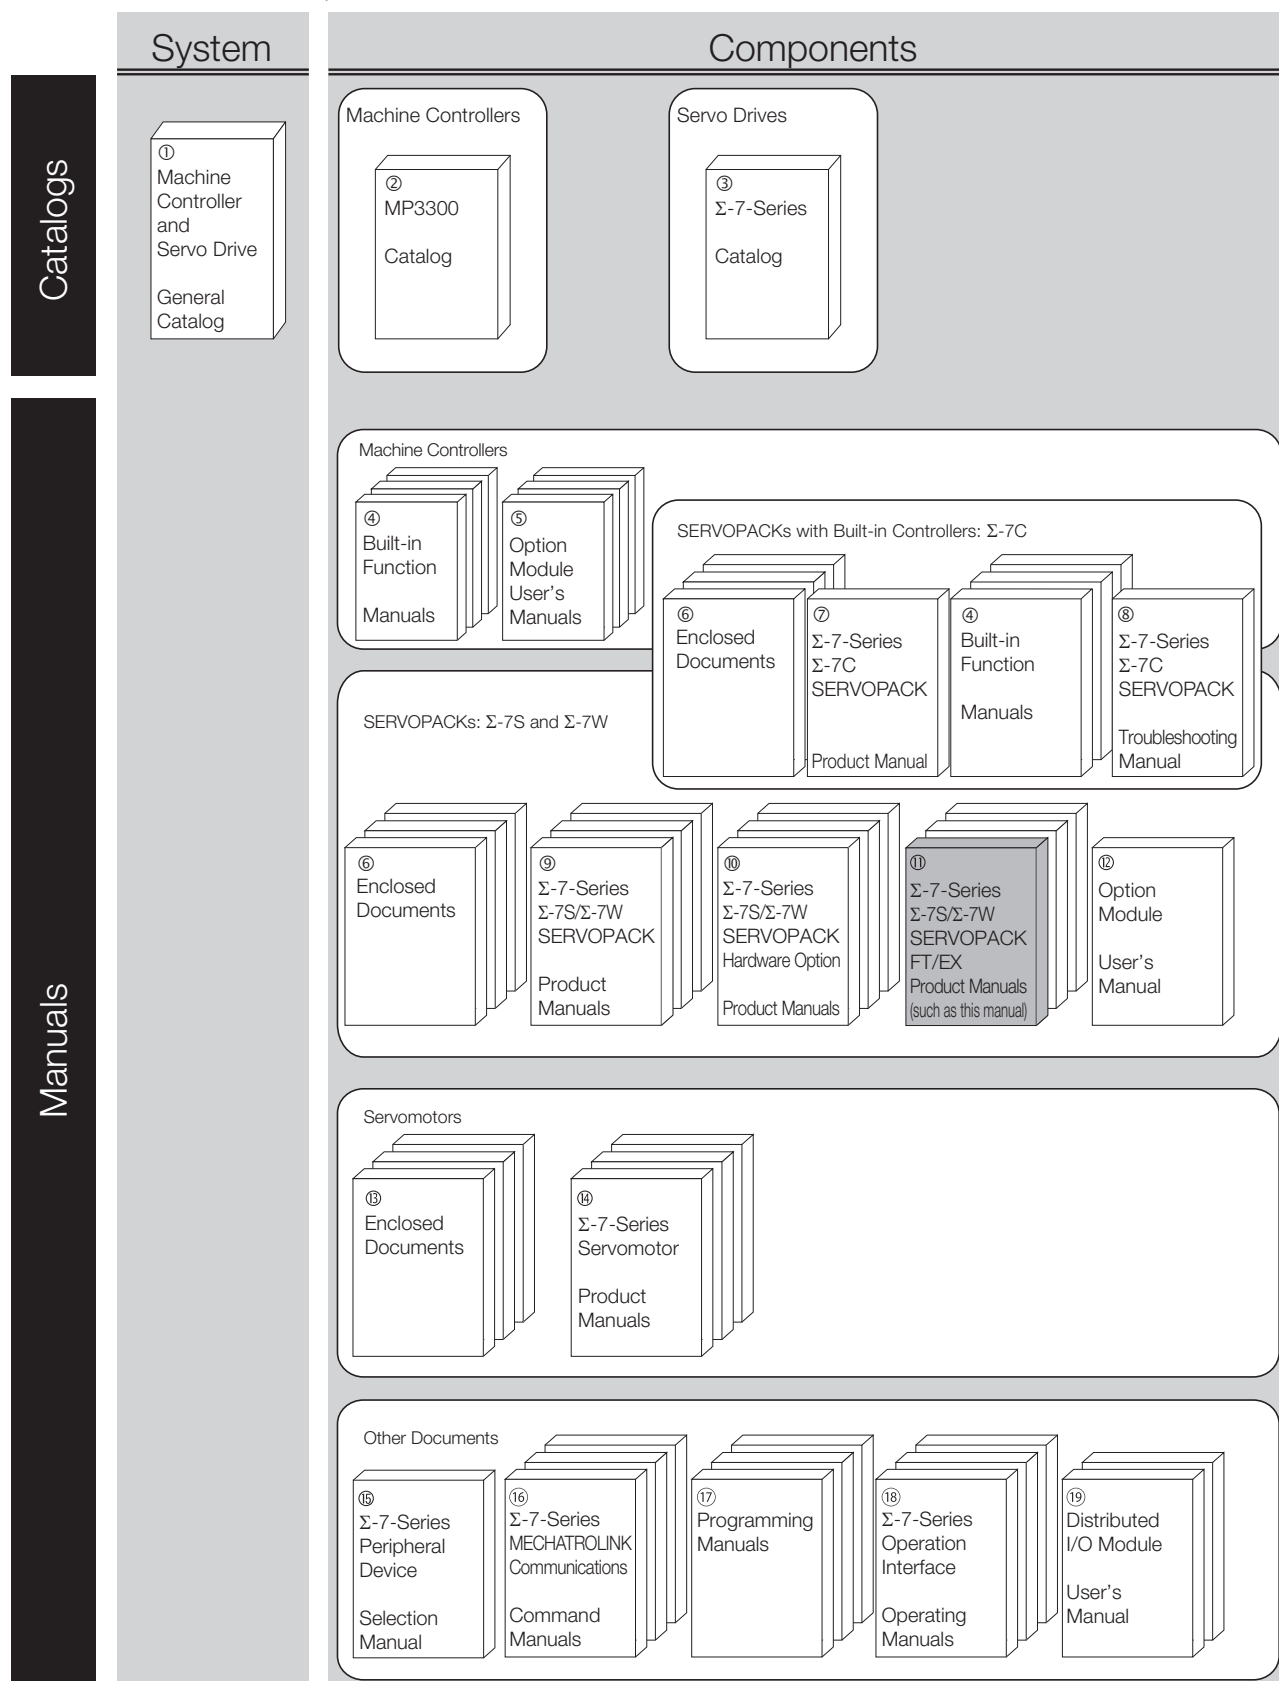 System
Components
Catalogs
①
Machine
Controller
and
Servo Drive
General
Catalog
Machine Controllers
②
MP3300
Catalog
Servo Drives
③
Σ-7-Series
Catalog
Manuals
Machine Controllers
④
Built-in
Function
Manuals
⑤
Option
Module
User's
Manuals
SERVOPACKs with Built-in Controllers: Σ-7C
⑥
Enclosed
Documents
⑦
Σ-7-Series
Σ-7C
SERVOPACK
Product Manual
④
Built-in
Function
Manuals
⑧
Σ-7-Series
Σ-7C
SERVOPACK
Troubleshooting
Manual
SERVOPACKs: Σ-7S and Σ-7W
⑥
Enclosed
Documents
⑨
Σ-7-Series
Σ-7S/Σ-7W
SERVOPACK
Product
Manuals
⑩
Σ-7-Series
Σ-7S/Σ-7W
SERVOPACK
Hardware Option
Product Manuals
⑪
Σ-7-Series
Σ-7S/Σ-7W
SERVOPACK
FT/EX
Product Manuals
(such as this manual)
⑫
Option
Module
User's
Manual
Servomotors
⑬
Enclosed
Documents
⑭
Σ-7-Series
Servomotor
Product
Manuals
Other Documents
⑮
Σ-7-Series
Peripheral
Device
Selection
Manual
⑯
Σ-7-Series
MECHATROLINK
Communications
Command
Manuals
⑰
Programming
Manuals
⑱
Σ-7-Series
Operation
Interface
Operating
Manuals
⑲
Distributed
I/O Module
User's
Manual